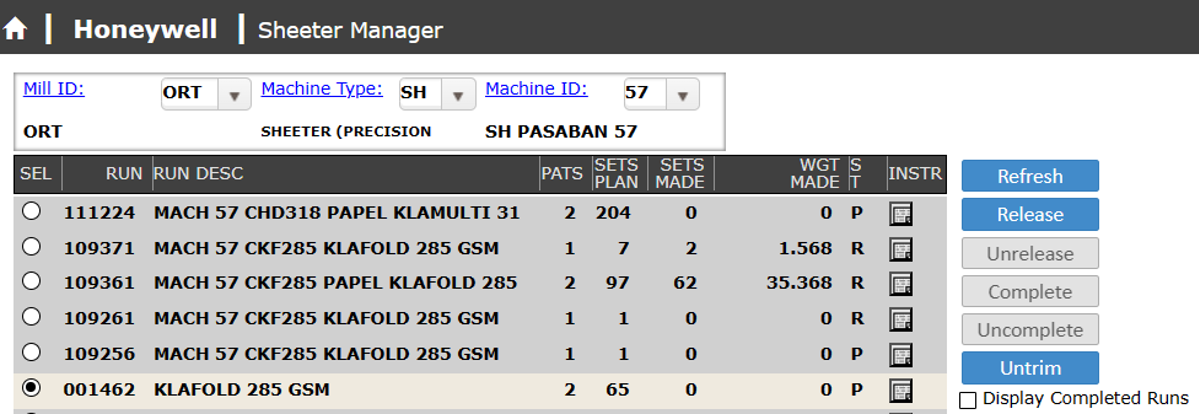 Honeywell | Sheeter Manager
Mill ID: ORT Machine Type: SH Machine ID: 57
ORT SHEETER (PRECISION SH PASABAN 57
SEL RUN RUN DESC PATS SETS PLAN SETS MADE WGT MADE ST INSTR
111224 MACH 57 CHD318 PAPEL KLAMULTI 31 2 204 0 0 P
109371 MACH 57 CKF285 KLAFOLD 285 GSM 1 7 2 1.568 R
109361 MACH 57 CKF285 PAPEL KLAFOLD 285 2 97 62 35.368 R
109261 MACH 57 CKF285 KLAFOLD 285 GSM 1 1 0 0 R
109256 MACH 57 CKF285 KLAFOLD 285 GSM 1 1 0 0 P
001462 KLAFOLD 285 GSM 2 65 0 0 P
Refresh
Release
Unrelease
Complete
Uncomplete
Untrim
Display Completed Runs